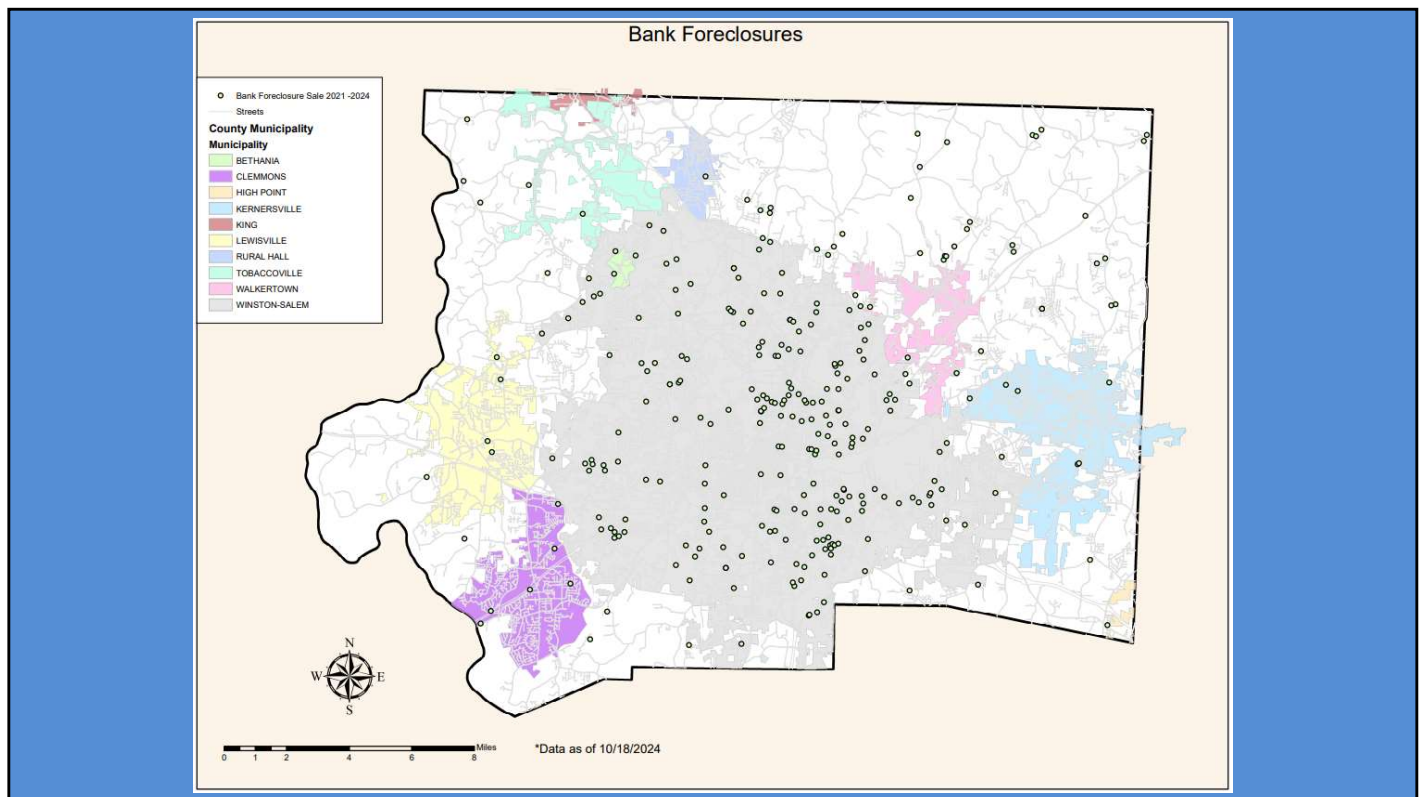 Bank Foreclosures
Bank Foreclosure Sale 2021 -2024
Streets
County Municipality
Municipality
BETHANIA
CLEMMONS
HIGH POINT
KERNERSVILLE
KING
LEWISVILLE
RURAL HALL
TOBACCOVILLE
WALKERTOWN
WINSTON-SALEM
N
W E
S
Miles
0 1 2 4 6 8
*Data as of 10/18/2024